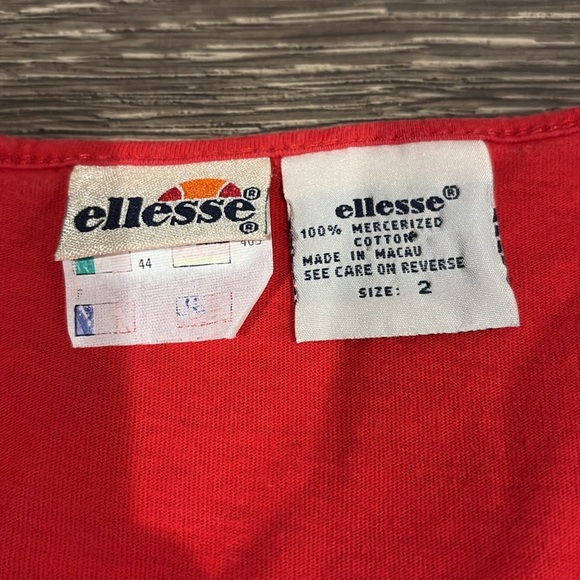 ellesse®
®
44
ellesse®
100% MERCERIZED
COTTON
MADE IN MACAU
SEE CARE ON REVERSE
SIZE: 2